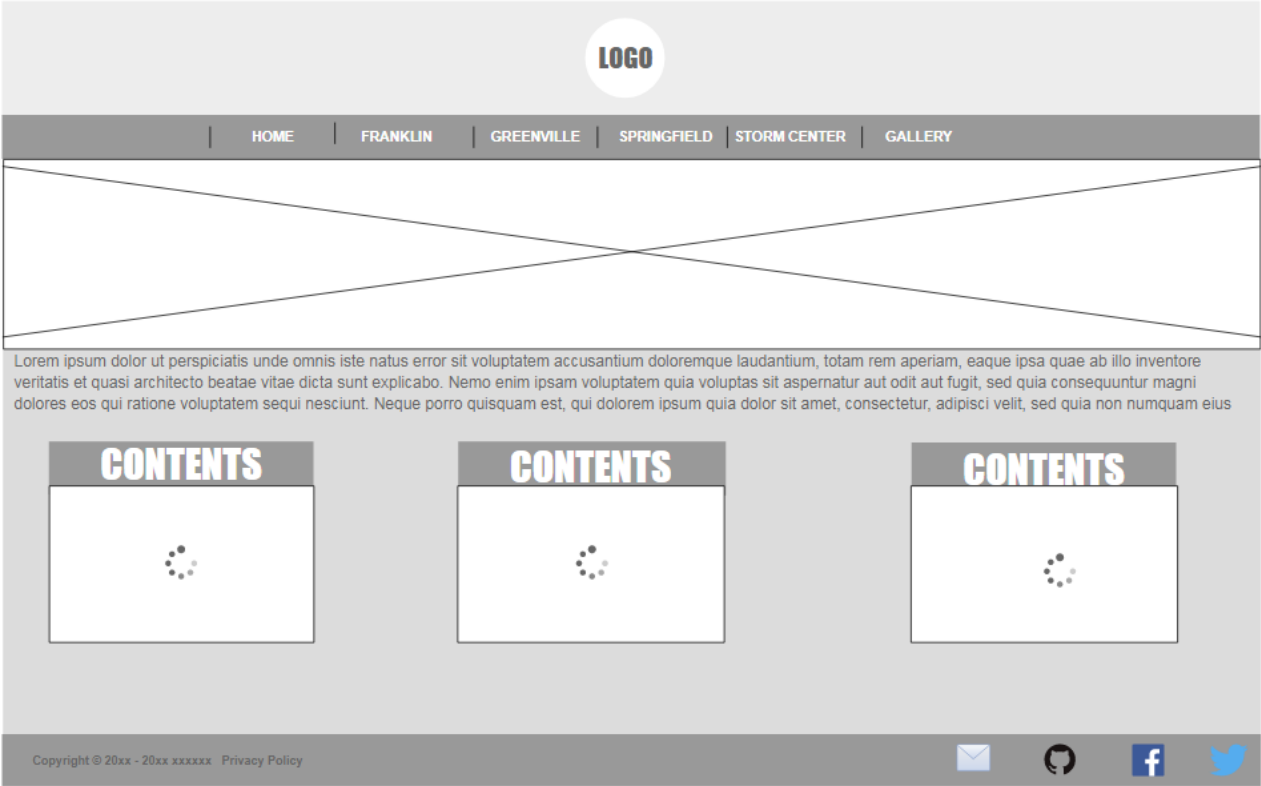 LOGO
HOME FRANKLIN GREENVILLE SPRINGFIELD STORM CENTER GALLERY
Lorem ipsum dolor ut perspiciatis unde omnis iste natus error sit voluptatem accusantium doloremque laudantium, totam rem aperiam, eaque ipsa quae ab illo inventore
veritatis et quasi architecto beatae vitae dicta sunt explicabo. Nemo enim ipsam voluptatem quia voluptas sit aspernatur aut odit aut fugit, sed quia consequuntur magni
dolores eos qui ratione voluptatem sequi nesciunt. Neque porro quisquam est, qui dolorem ipsum quia dolor sit amet, consectetur, adipisci velit, sed quia non numquam eius
CONTENTS CONTENTS CONTENTS
Copyright © 20xx - 20xx xxxxxx Privacy Policy